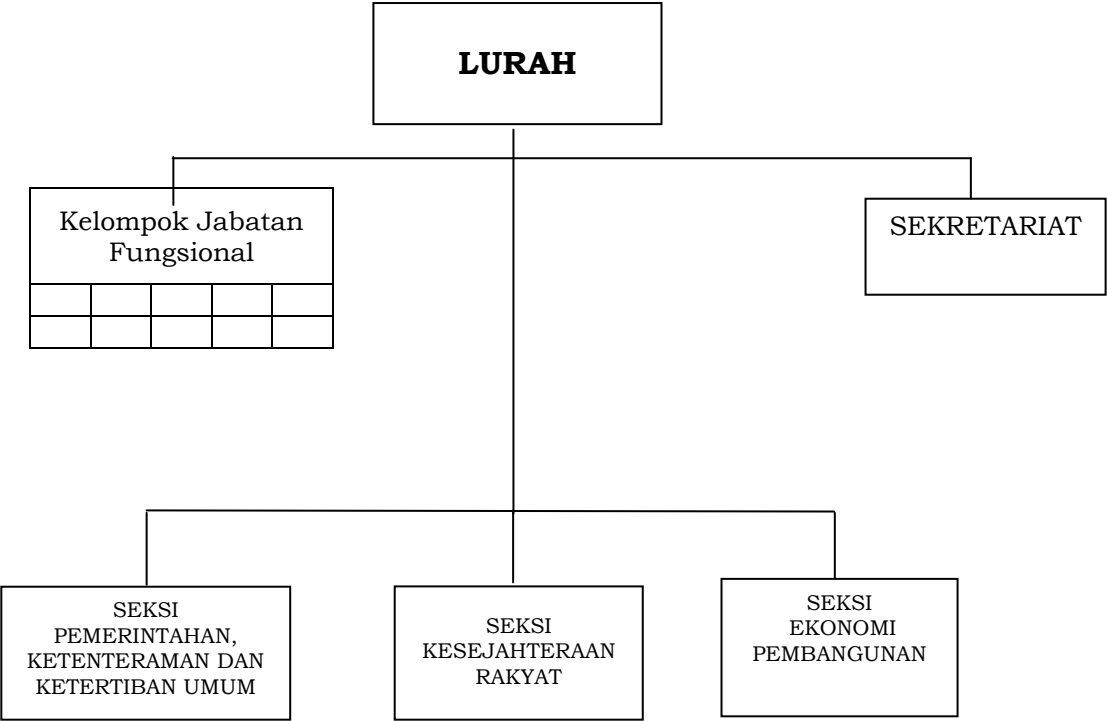 LURAH
Kelompok Jabatan
Fungsional
SEKRETARIAT
SEKSI
PEMERINTAHAN,
KETENTERAMAN DAN
KETERTIBAN UMUM
SEKSI
KESEJAHTERAAN
RAKYAT
SEKSI
EKONOMI
PEMBANGUNAN